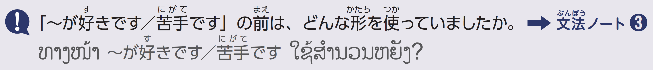 「～が好きです／苦手です」の前は、どんな形を使っていましたか。 ➡ 文法ノート❸
ທາງໜ້າ ～が好きです／苦手です ໃຊ້ສຳນວນຫຍັງ?